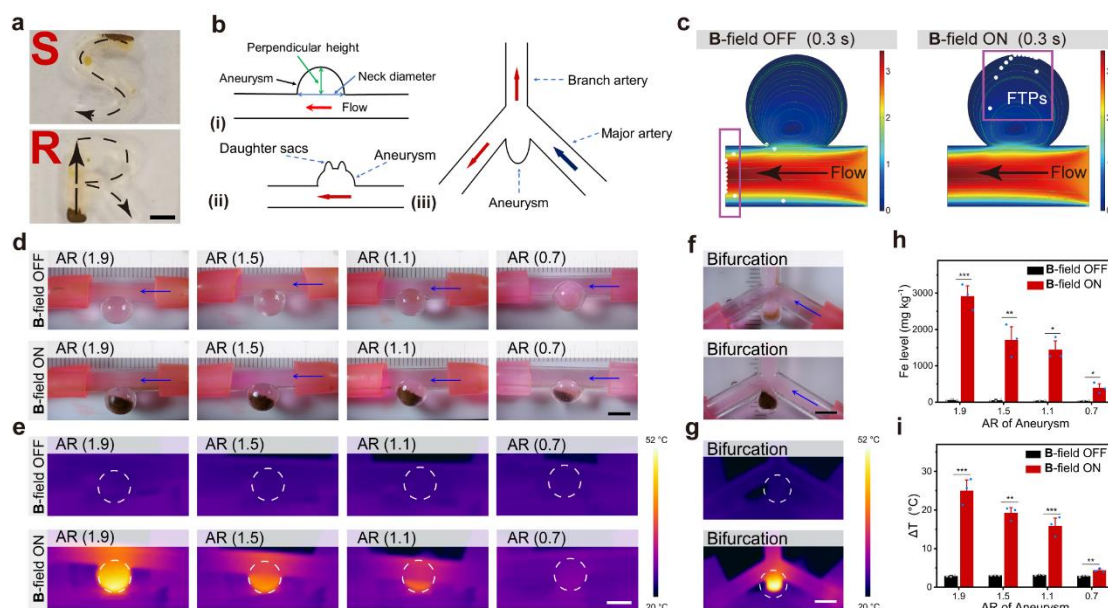 a
S
R
b
Perpendicular height
Aneurysm
Neck diameter
Flow
(i)
Daughter sacs
Aneurysm
(ii)
Branch artery
Major artery
Aneurysm
(iii)
c
B-field OFF (0.3 s)
B-field ON (0.3 s)
3
2
1
0
Flow
FTPs
3
2
1
0
Flow
d
B-field OFF
AR (1.9)
AR (1.5)
AR (1.1)
AR (0.7)
B-field ON
AR (1.9)
AR (1.5)
AR (1.1)
AR (0.7)
e
B-field OFF
AR (1.9)
AR (1.5)
AR (1.1)
AR (0.7)
52 °C
20 °C
B-field ON
AR (1.9)
AR (1.5)
AR (1.1)
AR (0.7)
f
Bifurcation
Bifurcation
g
Bifurcation
Bifurcation
52 °C
20 °C
h
B-field OFF
B-field ON
Fe level (mg kg⁻¹)
3000
2000
1000
0
***
**
*
*
1.9 1.5 1.1 0.7
AR of Aneurysm
i
B-field OFF
B-field ON
ΔT (°C)
30
20
10
0
***
**
***
**
1.9 1.5 1.1 0.7
AR of Aneurysm